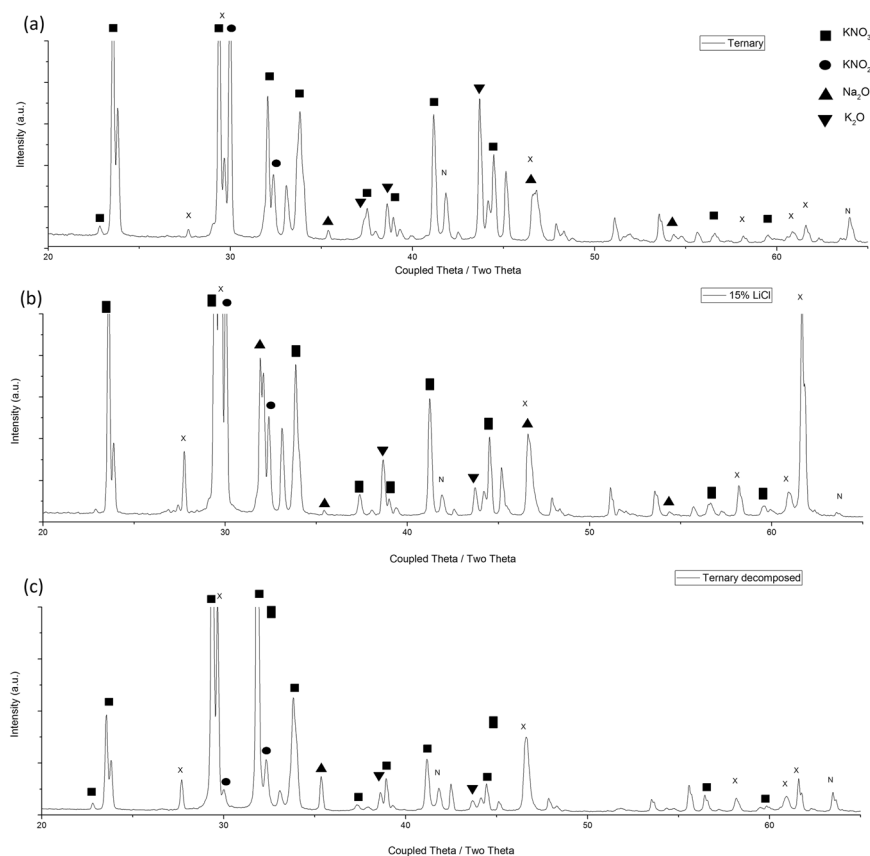 (a)
X
Ternary
KNO3
KNO2
Na2O
K2O
Intensity (a.u.)
X
N
X
X
X
X
N
20 30 40 50 60
Coupled Theta / Two Theta
(b)
X
15% LiCl
X
Intensity (a.u.)
X
X
N
X
X
N
20 30 40 50 60
Coupled Theta / Two Theta
(c)
Ternary decomposed
X
X
Intensity (a.u.)
X
N
X
X
X
N
20 30 40 50 60
Coupled Theta / Two Theta